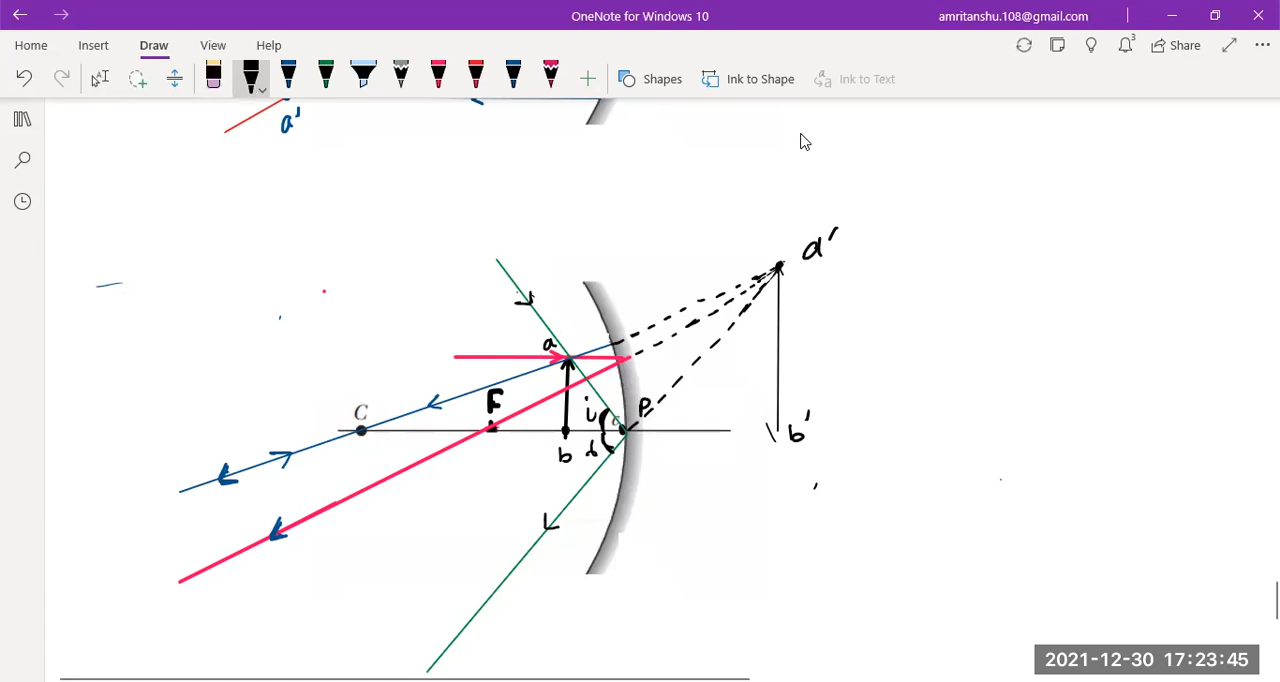 OneNote for Windows 10
amritanshu.108@gmail.com
Home Insert Draw View Help
3
Share
Shapes
Ink to Shape
Ink to Text
a'
a'
a
C
F
i
P
b
b'
2021-12-30 17:23:45